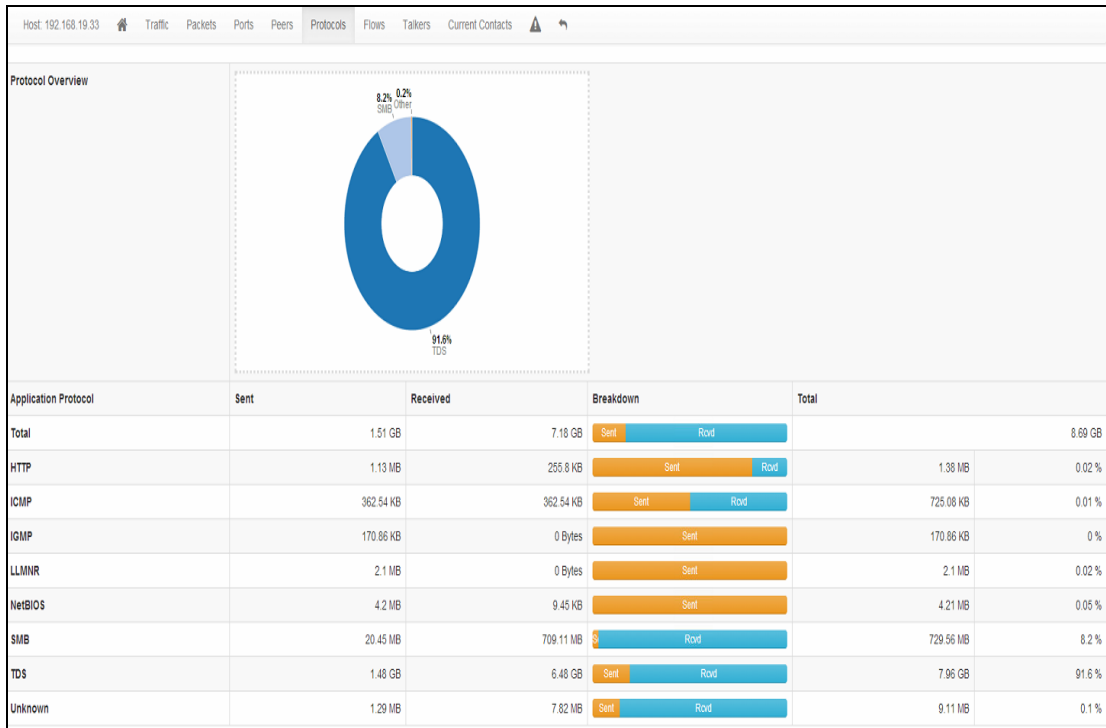 Host: 192.168.19.33 Traffic Packets Ports Peers Protocols Flows Talkers Current Contacts
Protocol Overview
8.2% 0.2%
SMB Other
91.6%
TDS
Application Protocol Sent Received Breakdown Total
Total 1.51 GB 7.18 GB Sent Rcvd 8.69 GB
HTTP 1.13 MB 255.8 KB Sent Rcvd 1.38 MB 0.02 %
ICMP 362.54 KB 362.54 KB Sent Rcvd 725.08 KB 0.01 %
IGMP 170.86 KB 0 Bytes Sent 170.86 KB 0 %
LLMNR 2.1 MB 0 Bytes Sent 2.1 MB 0.02 %
NetBIOS 4.2 MB 9.45 KB Sent 4.21 MB 0.05 %
SMB 20.45 MB 709.11 MB S Rcvd 729.56 MB 8.2 %
TDS 1.48 GB 6.48 GB Sent Rcvd 7.96 GB 91.6 %
Unknown 1.29 MB 7.82 MB Sent Rcvd 9.11 MB 0.1 %